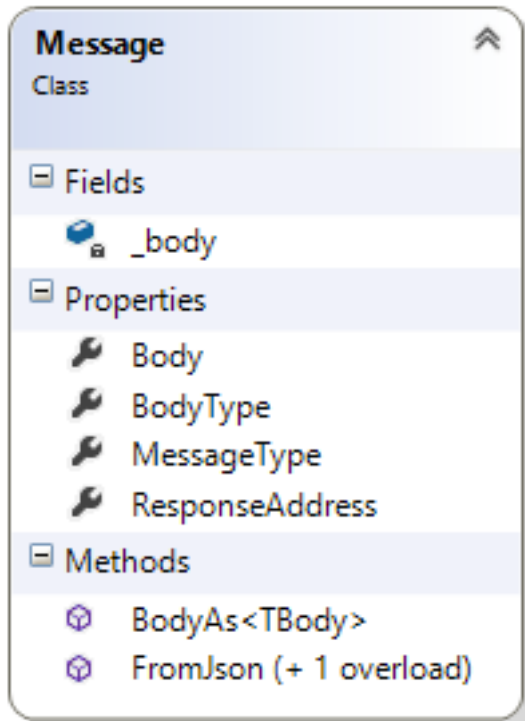 Message
Class
Fields
_body
Properties
Body
BodyType
MessageType
ResponseAddress
Methods
BodyAs<TBody>
FromJson (+ 1 overload)